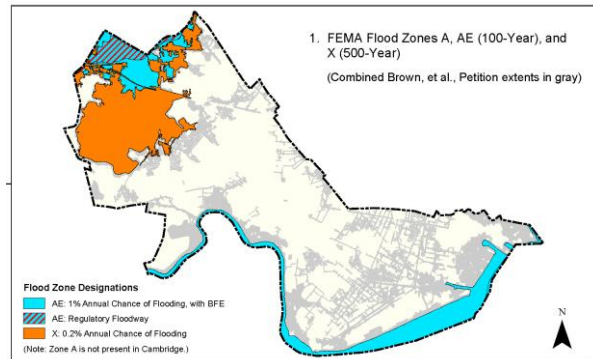 1. FEMA Flood Zones A, AE (100-Year), and
X (500-Year)
(Combined Brown, et al., Petition extents in gray)
Flood Zone Designations
AE: 1% Annual Chance of Flooding, with BFE
AE: Regulatory Floodway
X: 0.2% Annual Chance of Flooding
(Note: Zone A is not present in Cambridge.)
N